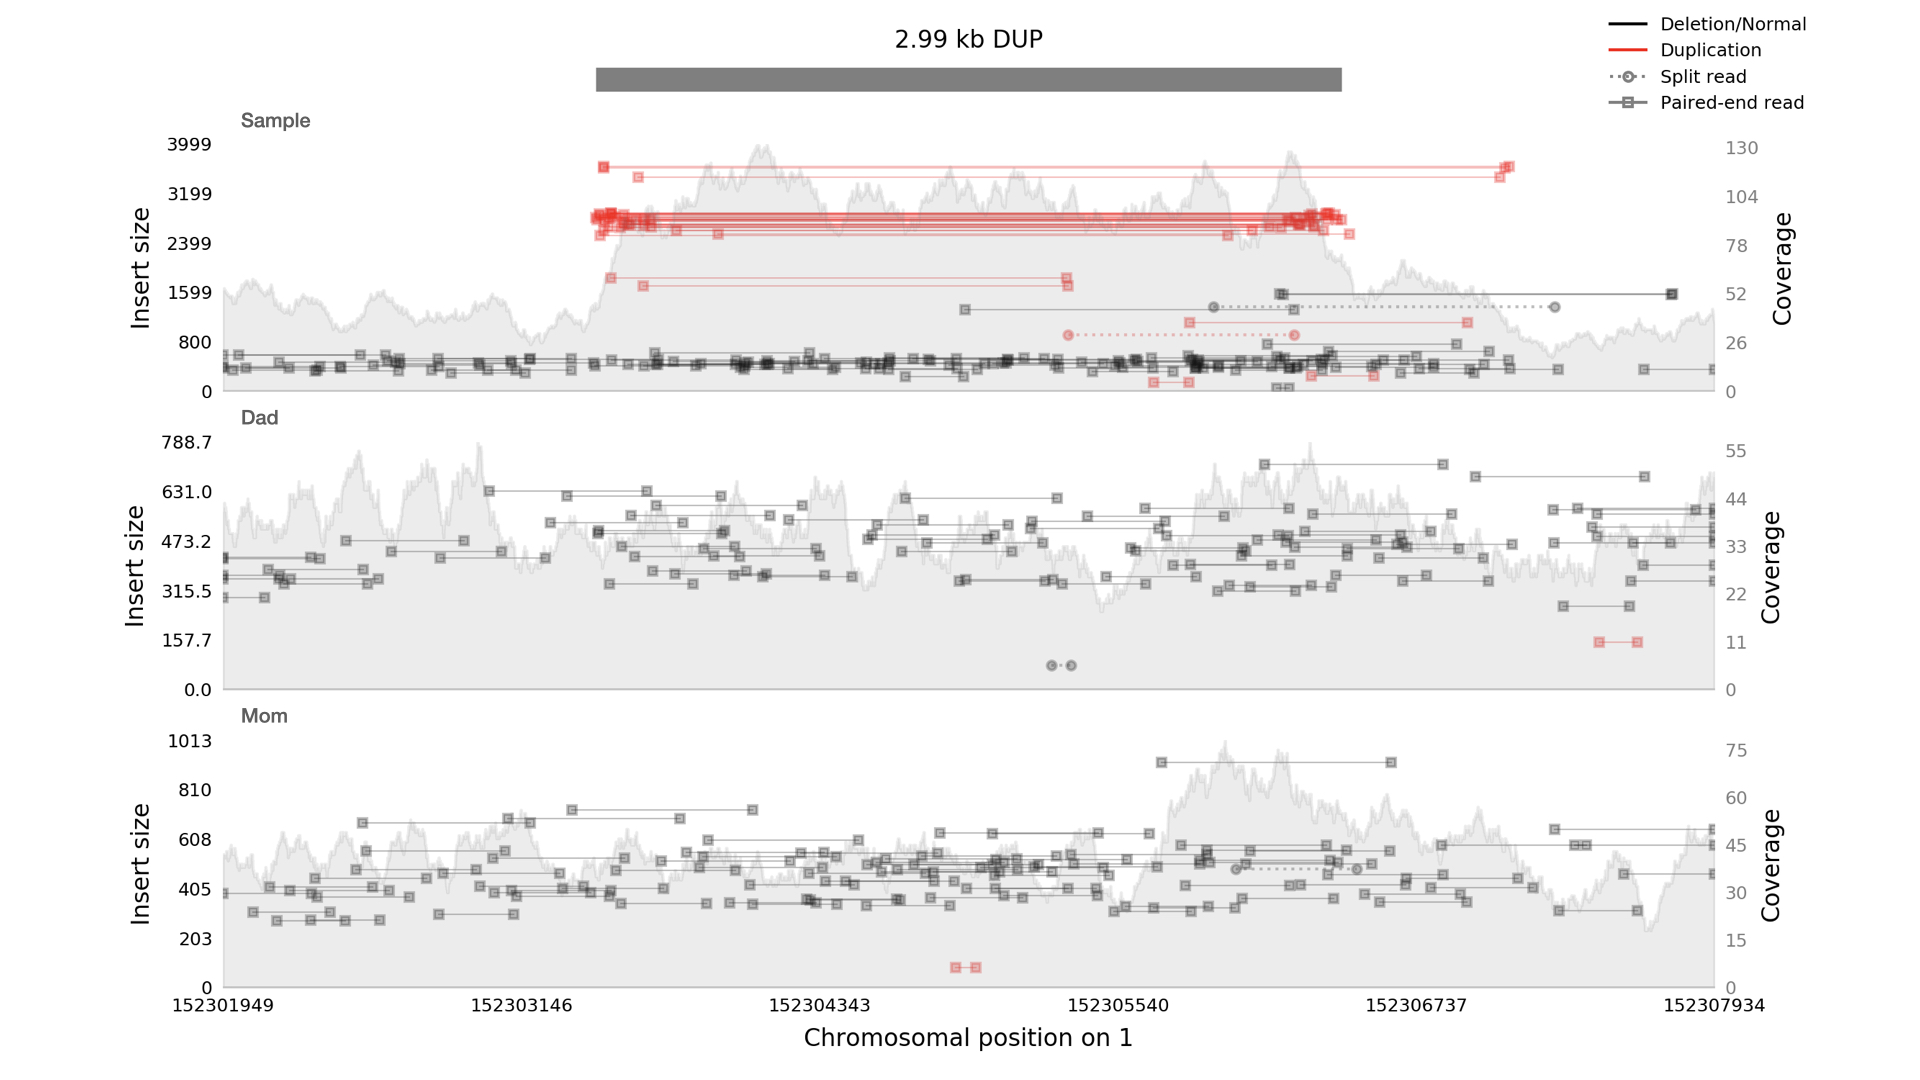 2.99 kb DUP
Deletion/Normal
Duplication
Split read
Paired-end read
Sample
3999
3199
2399
1599
800
0
Insert size
130
104
78
52
26
0
Coverage
Dad
788.7
631.0
473.2
315.5
157.7
0.0
Insert size
55
44
33
22
11
0
Coverage
Mom
1013
810
608
405
203
0
Insert size
75
60
45
30
15
0
Coverage
152301949 152303146 152304343 152305540 152306737 152307934
Chromosomal position on 1